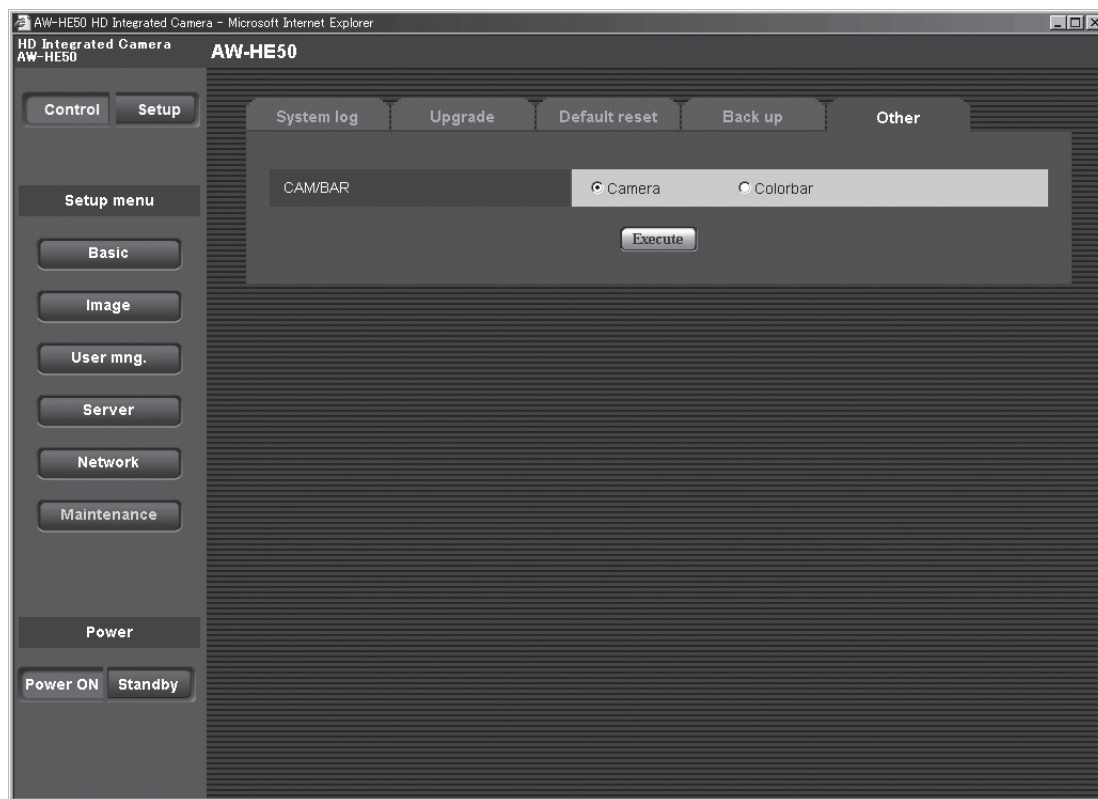 AW-HE50 HD Integrated Camera - Microsoft Internet Explorer
HD Integrated Camera
AW-HE50
AW-HE50
Control Setup
System log Upgrade Default reset Back up Other
CAM/BAR Camera Colorbar
Execute
Setup menu
Basic
Image
User mng.
Server
Network
Maintenance
Power
Power ON Standby